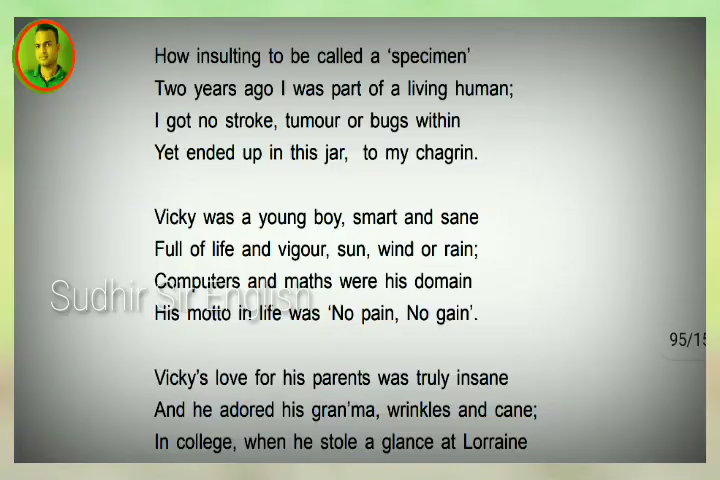 How insulting to be called a ‘specimen’
Two years ago I was part of a living human;
I got no stroke, tumour or bugs within
Yet ended up in this jar, to my chagrin.
Vicky was a young boy, smart and sane
Full of life and vigour, sun, wind or rain;
Computers and maths were his domain
Sudhir Sir English
His motto in life was ‘No pain, No gain’.
95/15
Vicky’s love for his parents was truly insane
And he adored his gran’ma, wrinkles and cane;
In college, when he stole a glance at Lorraine